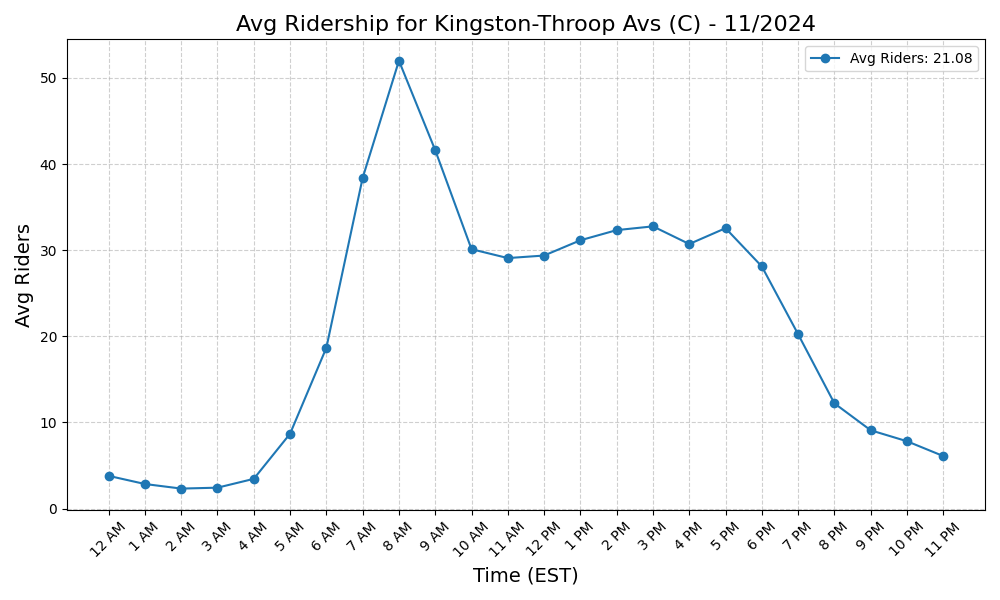 Avg Ridership for Kingston-Throop Avs (C) - 11/2024
Avg Riders: 21.08
Avg Riders
50
40
30
20
10
0
12 AM
1 AM
2 AM
3 AM
4 AM
5 AM
6 AM
7 AM
8 AM
9 AM
10 AM
11 AM
12 PM
1 PM
2 PM
3 PM
4 PM
5 PM
6 PM
7 PM
8 PM
9 PM
10 PM
11 PM
Time (EST)